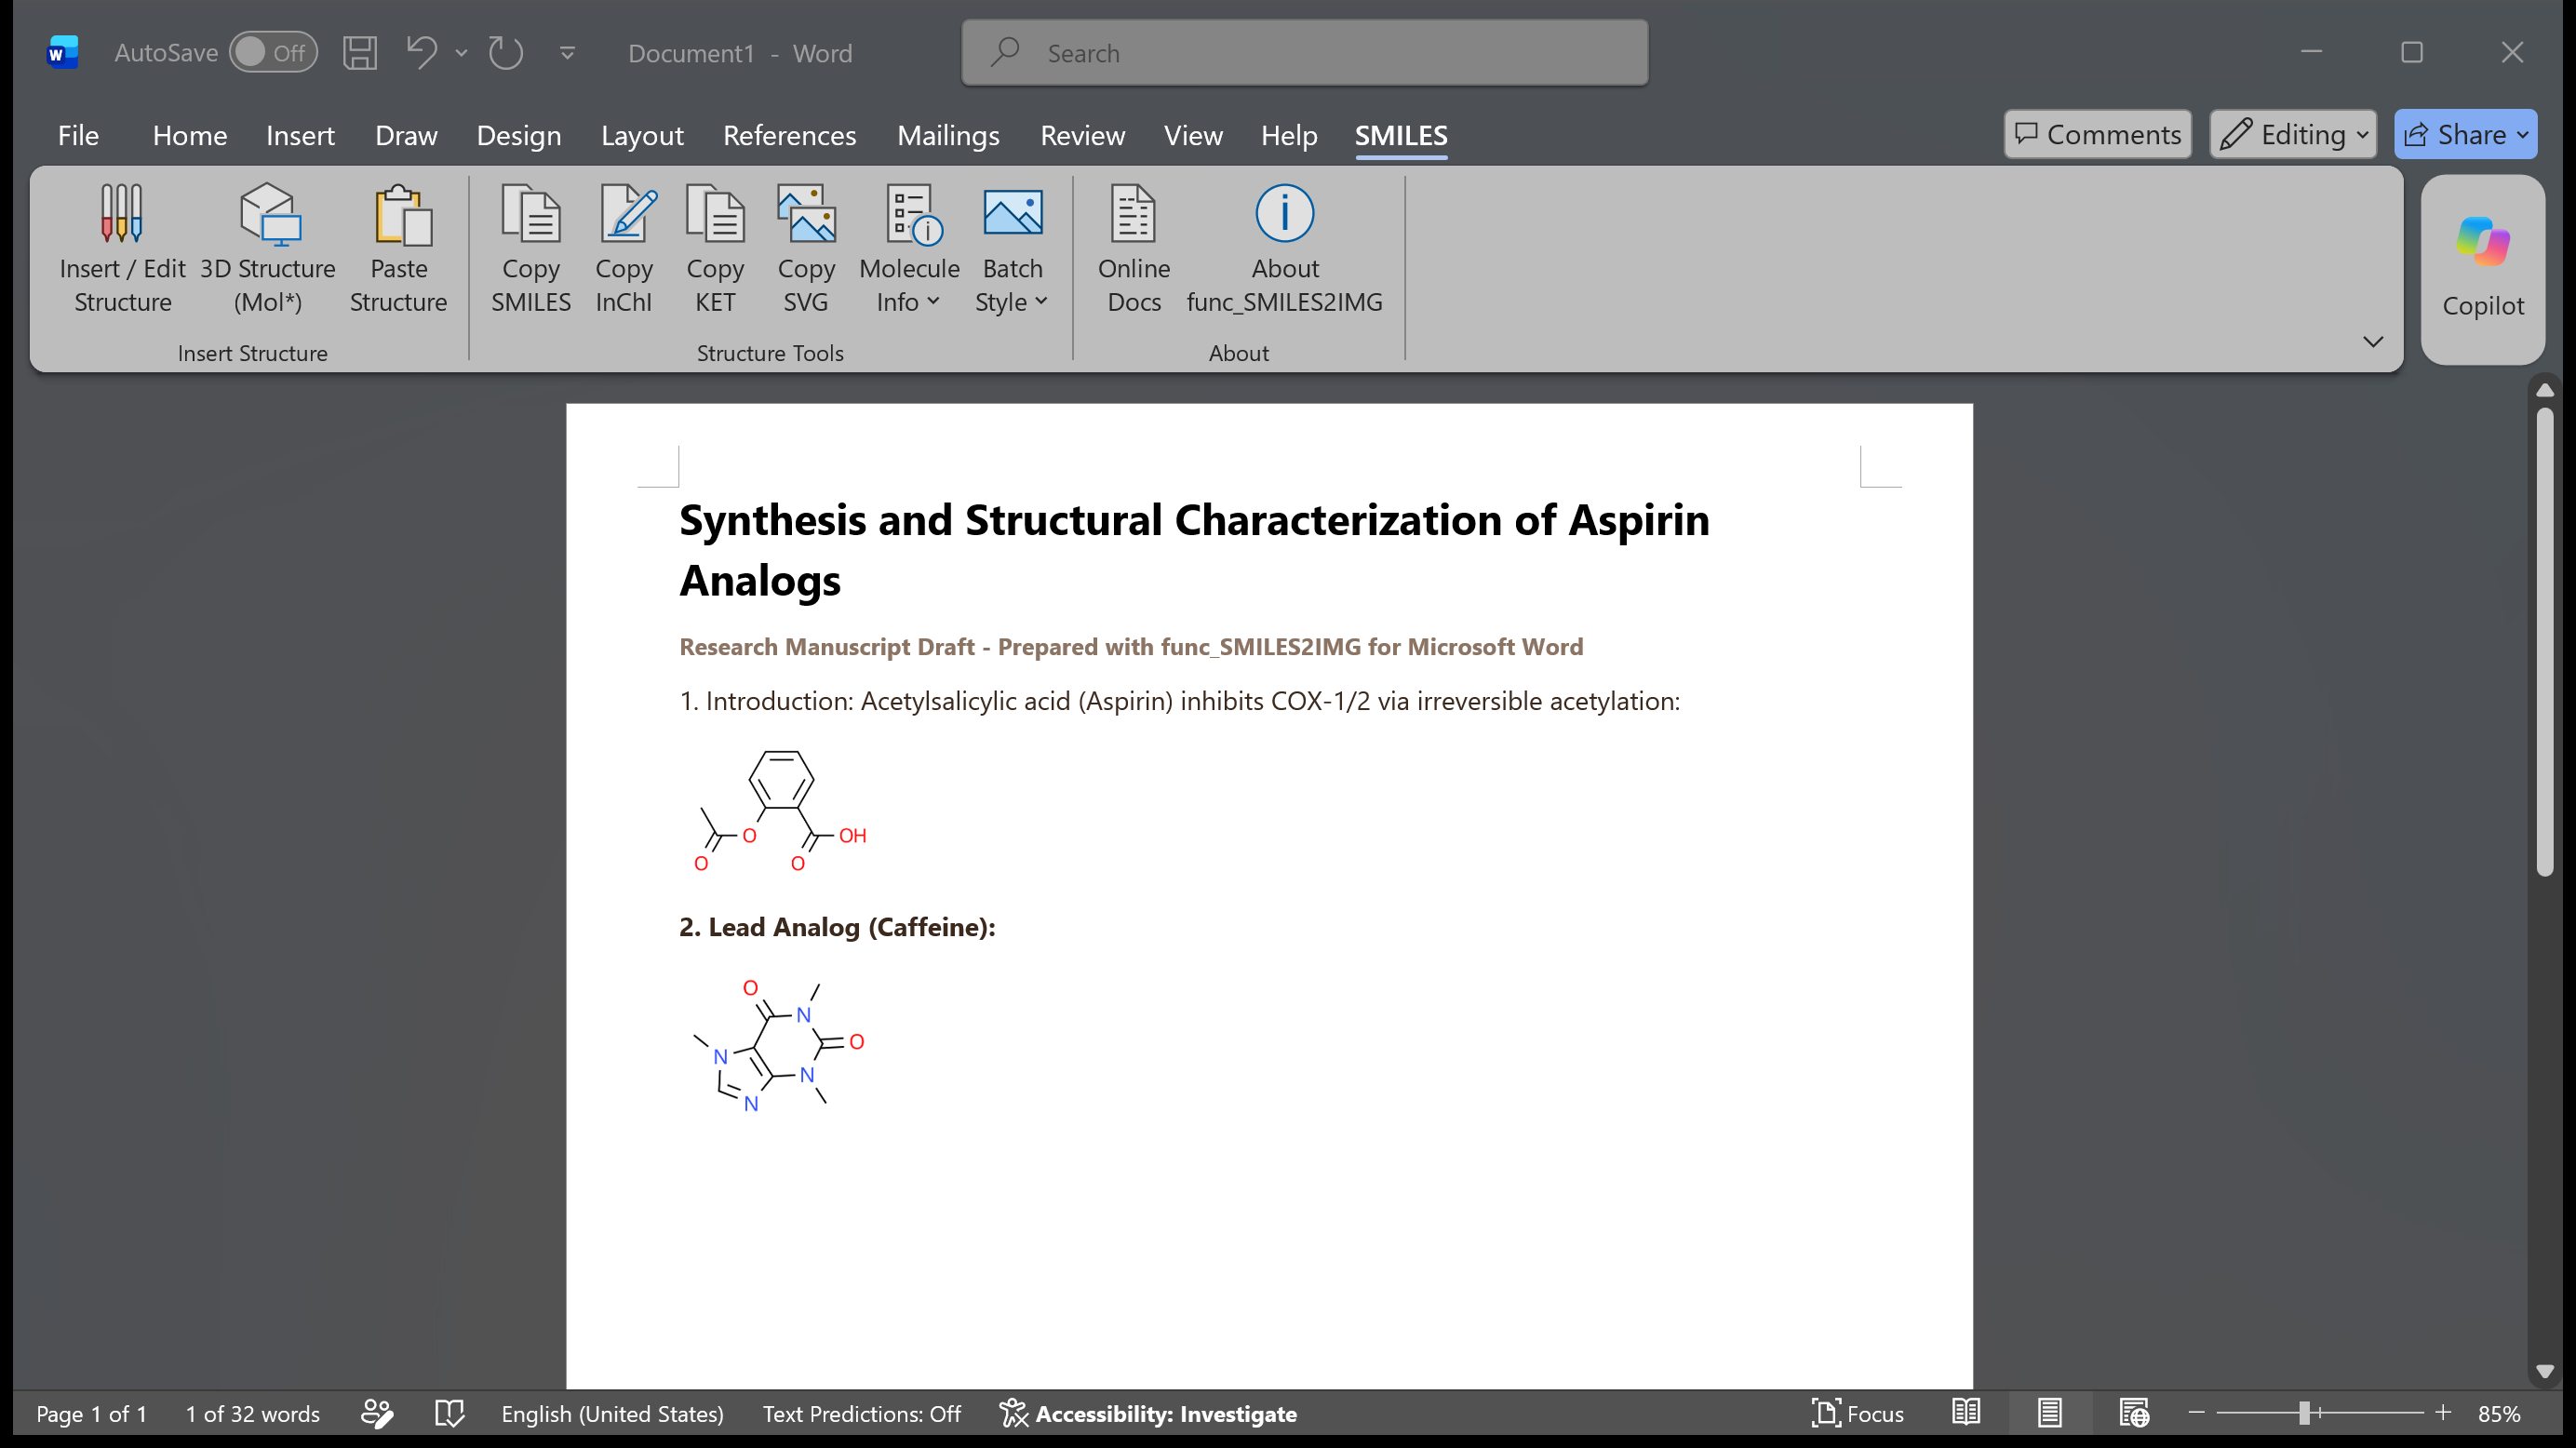 AutoSave Off Document1 - Word Search
File Home Insert Draw Design Layout References Mailings Review View Help SMILES Comments Editing Share
Insert / Edit Structure
3D Structure (Mol*)
Paste Structure
Insert Structure
Copy SMILES
Copy InChI
Copy KET
Copy SVG
Molecule Info
Batch Style
Structure Tools
Online Docs
About func_SMILES2IMG
About
Copilot
Synthesis and Structural Characterization of Aspirin
Analogs
Research Manuscript Draft - Prepared with func_SMILES2IMG for Microsoft Word
1. Introduction: Acetylsalicylic acid (Aspirin) inhibits COX-1/2 via irreversible acetylation:
O OH
O O
2. Lead Analog (Caffeine):
O
N
O
N
N
N
Page 1 of 1 1 of 32 words English (United States) Text Predictions: Off Accessibility: Investigate Focus 85%